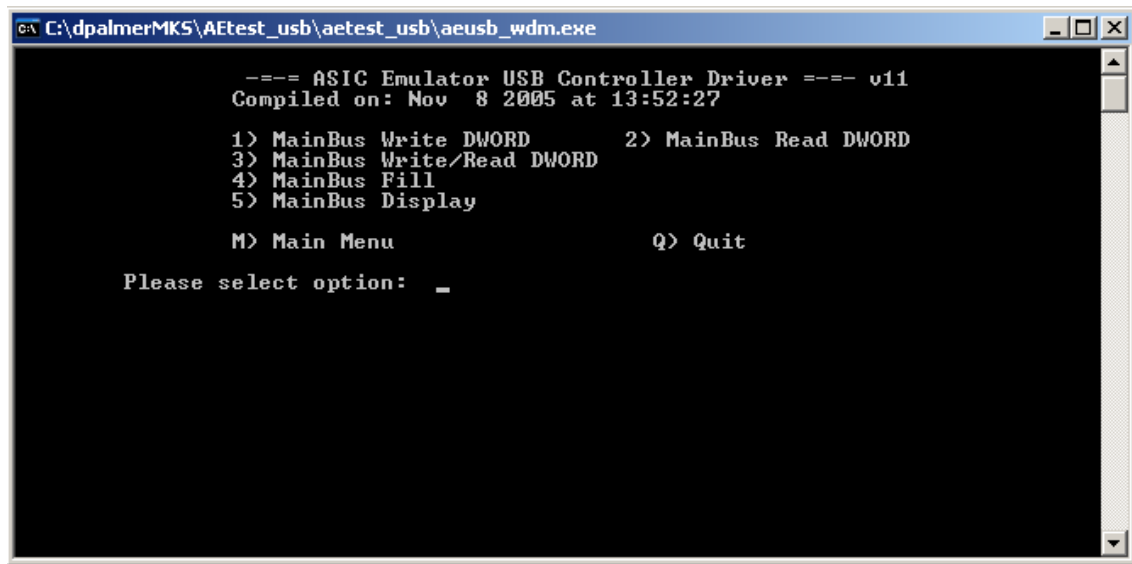 C:\dpalmerMKS\AEtest_usb\aetest_usb\aeusb_wdm.exe
-=-= ASIC Emulator USB Controller Driver =-=- v11
Compiled on: Nov  8 2005 at 13:52:27
1) MainBus Write DWORD       2) MainBus Read DWORD
3) MainBus Write/Read DWORD
4) MainBus Fill
5) MainBus Display
M) Main Menu                   Q) Quit
Please select option:  _